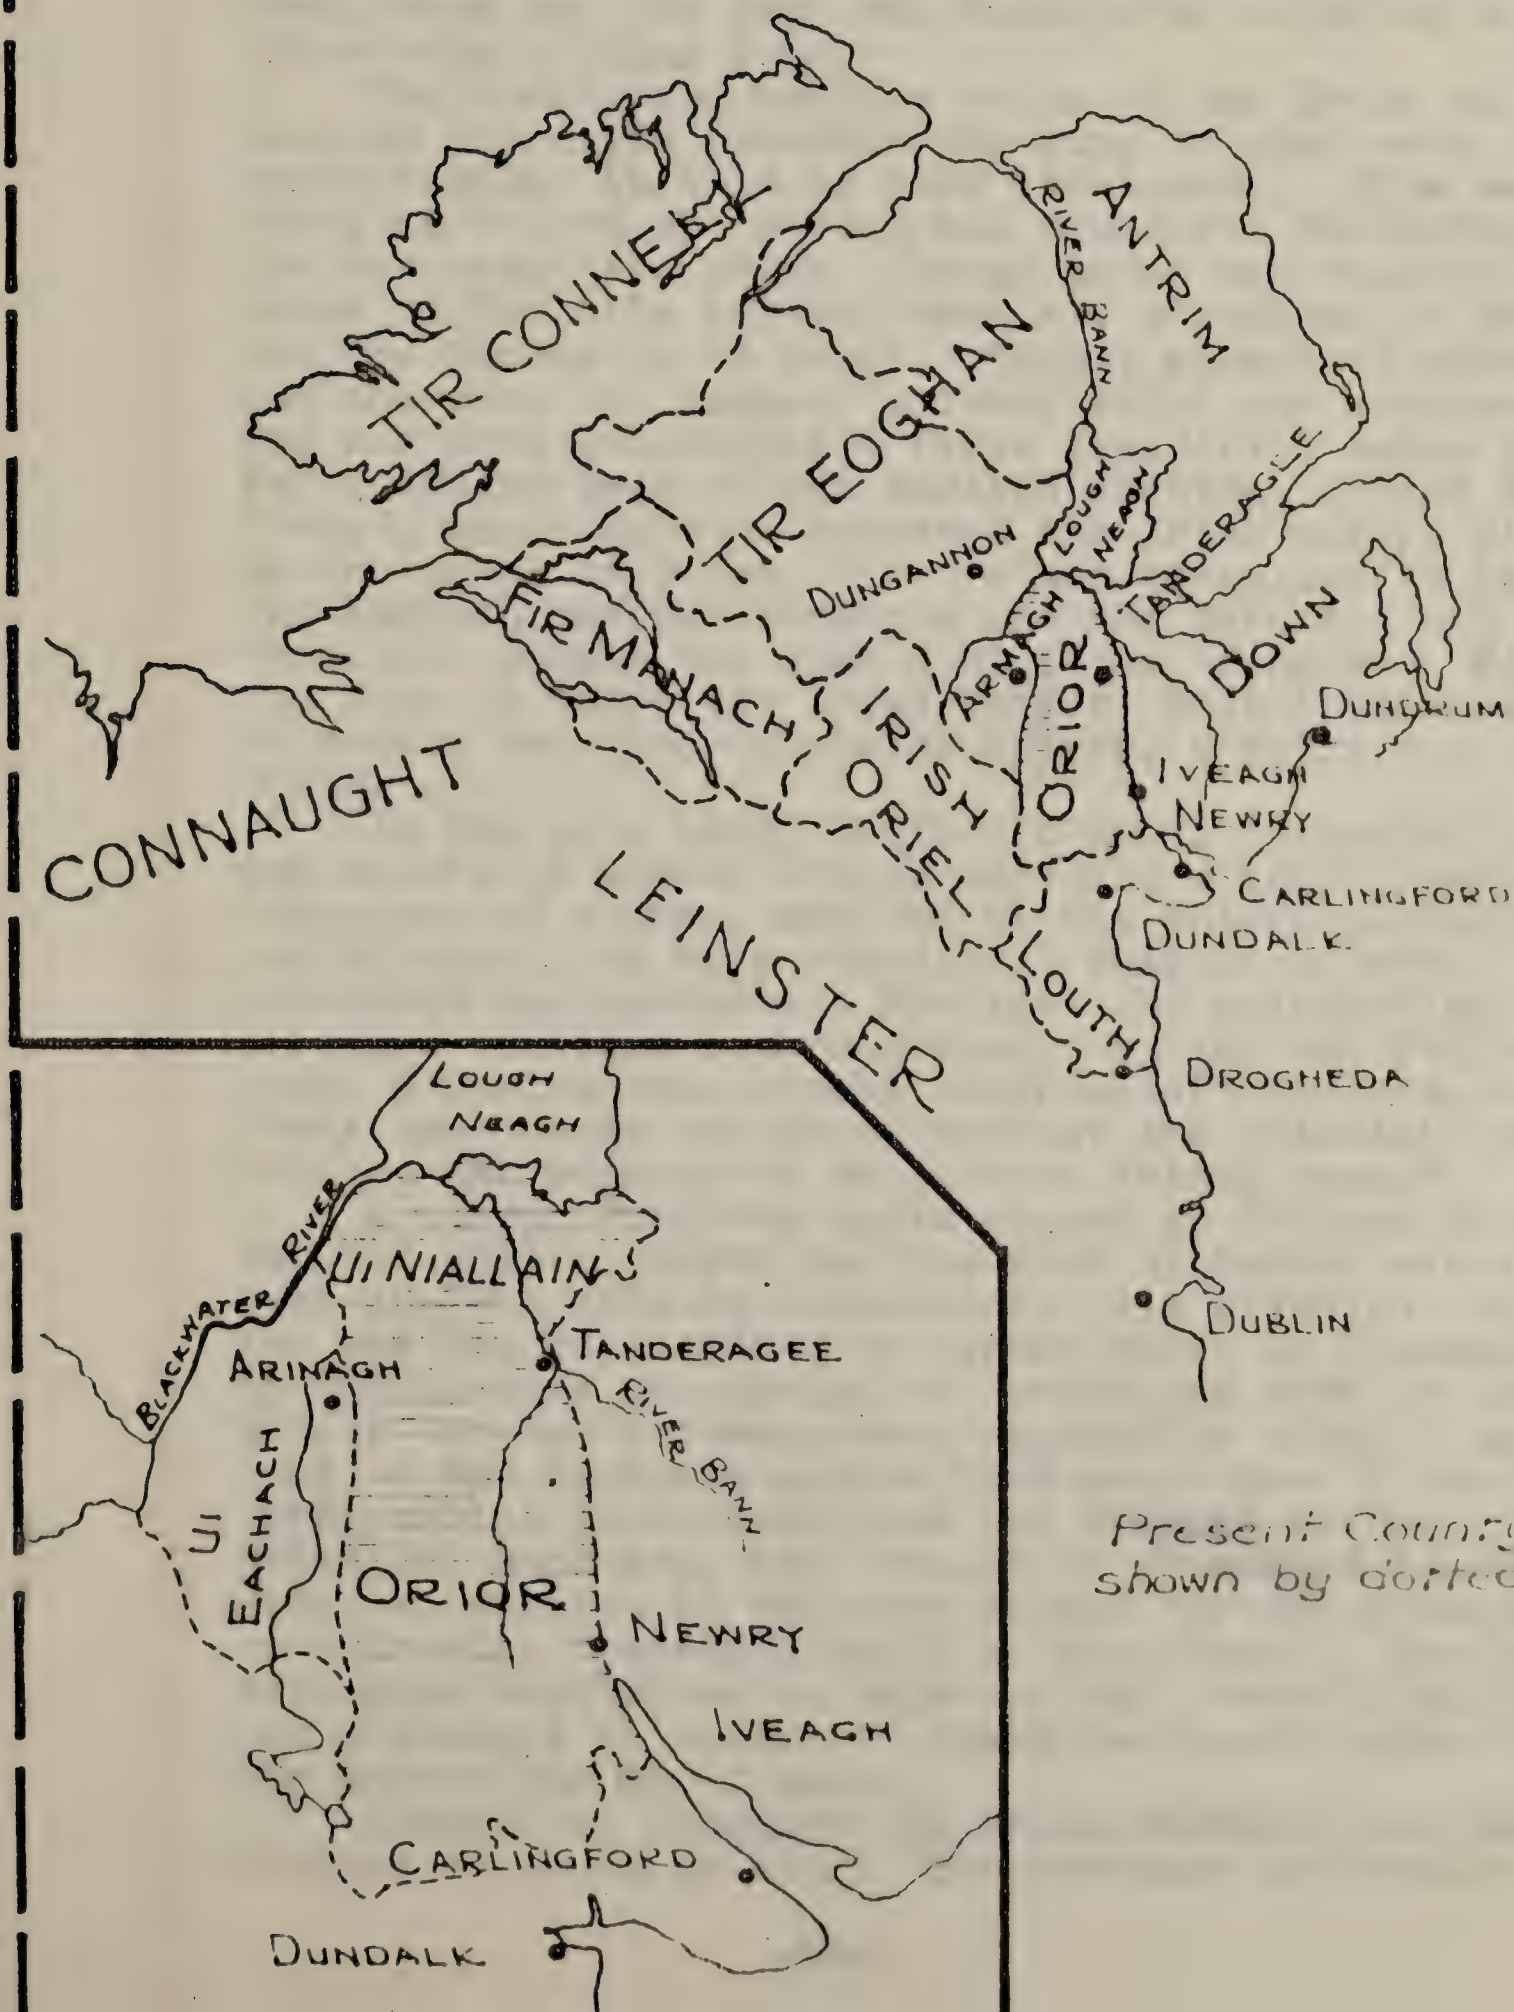 ANTRIM
RIVER BANN
TIR CONNELL
TIR EOGHAN
LOUGH
NEAGH
TANDERAGEE
DUNGANNON
FIR MANACH
ARMAGH
ORIOR
DOWN
DUNDRUM
IRISH
ORIEL
IVEAGH
NEWRY
CONNAUGHT
LEINSTER
CARLINGFORD
DUNDALK.
LOUTH
DROGHEDA
DUBLIN
LOUGH
NEAGH
BLACKWATER RIVER
UI NIALLAIN
TANDERAGEE
ARINAGH
RIVER BANN
UI
EACHACH
ORIOR
NEWRY
IVEAGH
CARLINGFORD
DUNDALK
Present County
shown by dotted